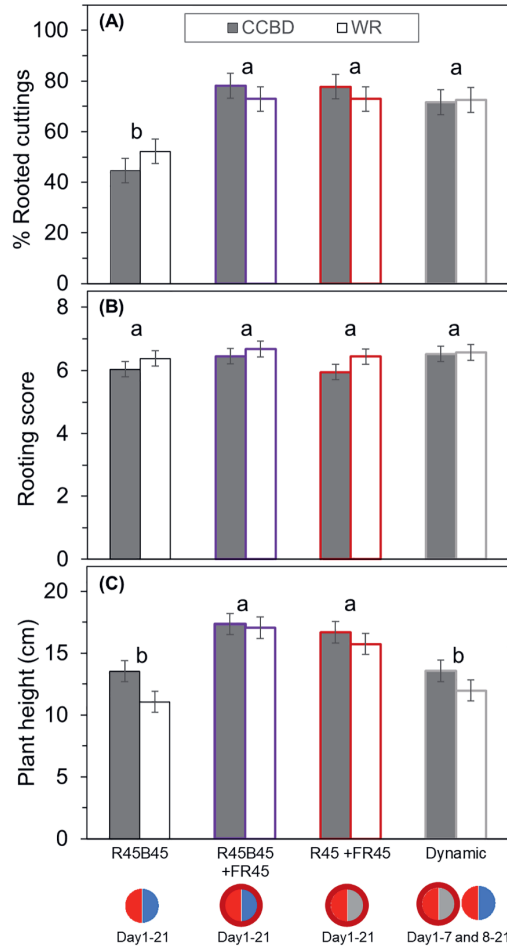 (A)
CCBD WR
100
80
60
40
20
0
% Rooted cuttings
b
a
a
a
(B)
8
6
4
2
0
Rooting score
a
a
a
a
(C)
20
15
10
5
0
Plant height (cm)
b
a
a
b
R45B45
R45B45
+FR45
R45 +FR45
Dynamic
Day1-21
Day1-21
Day1-21
Day1-7 and 8-21